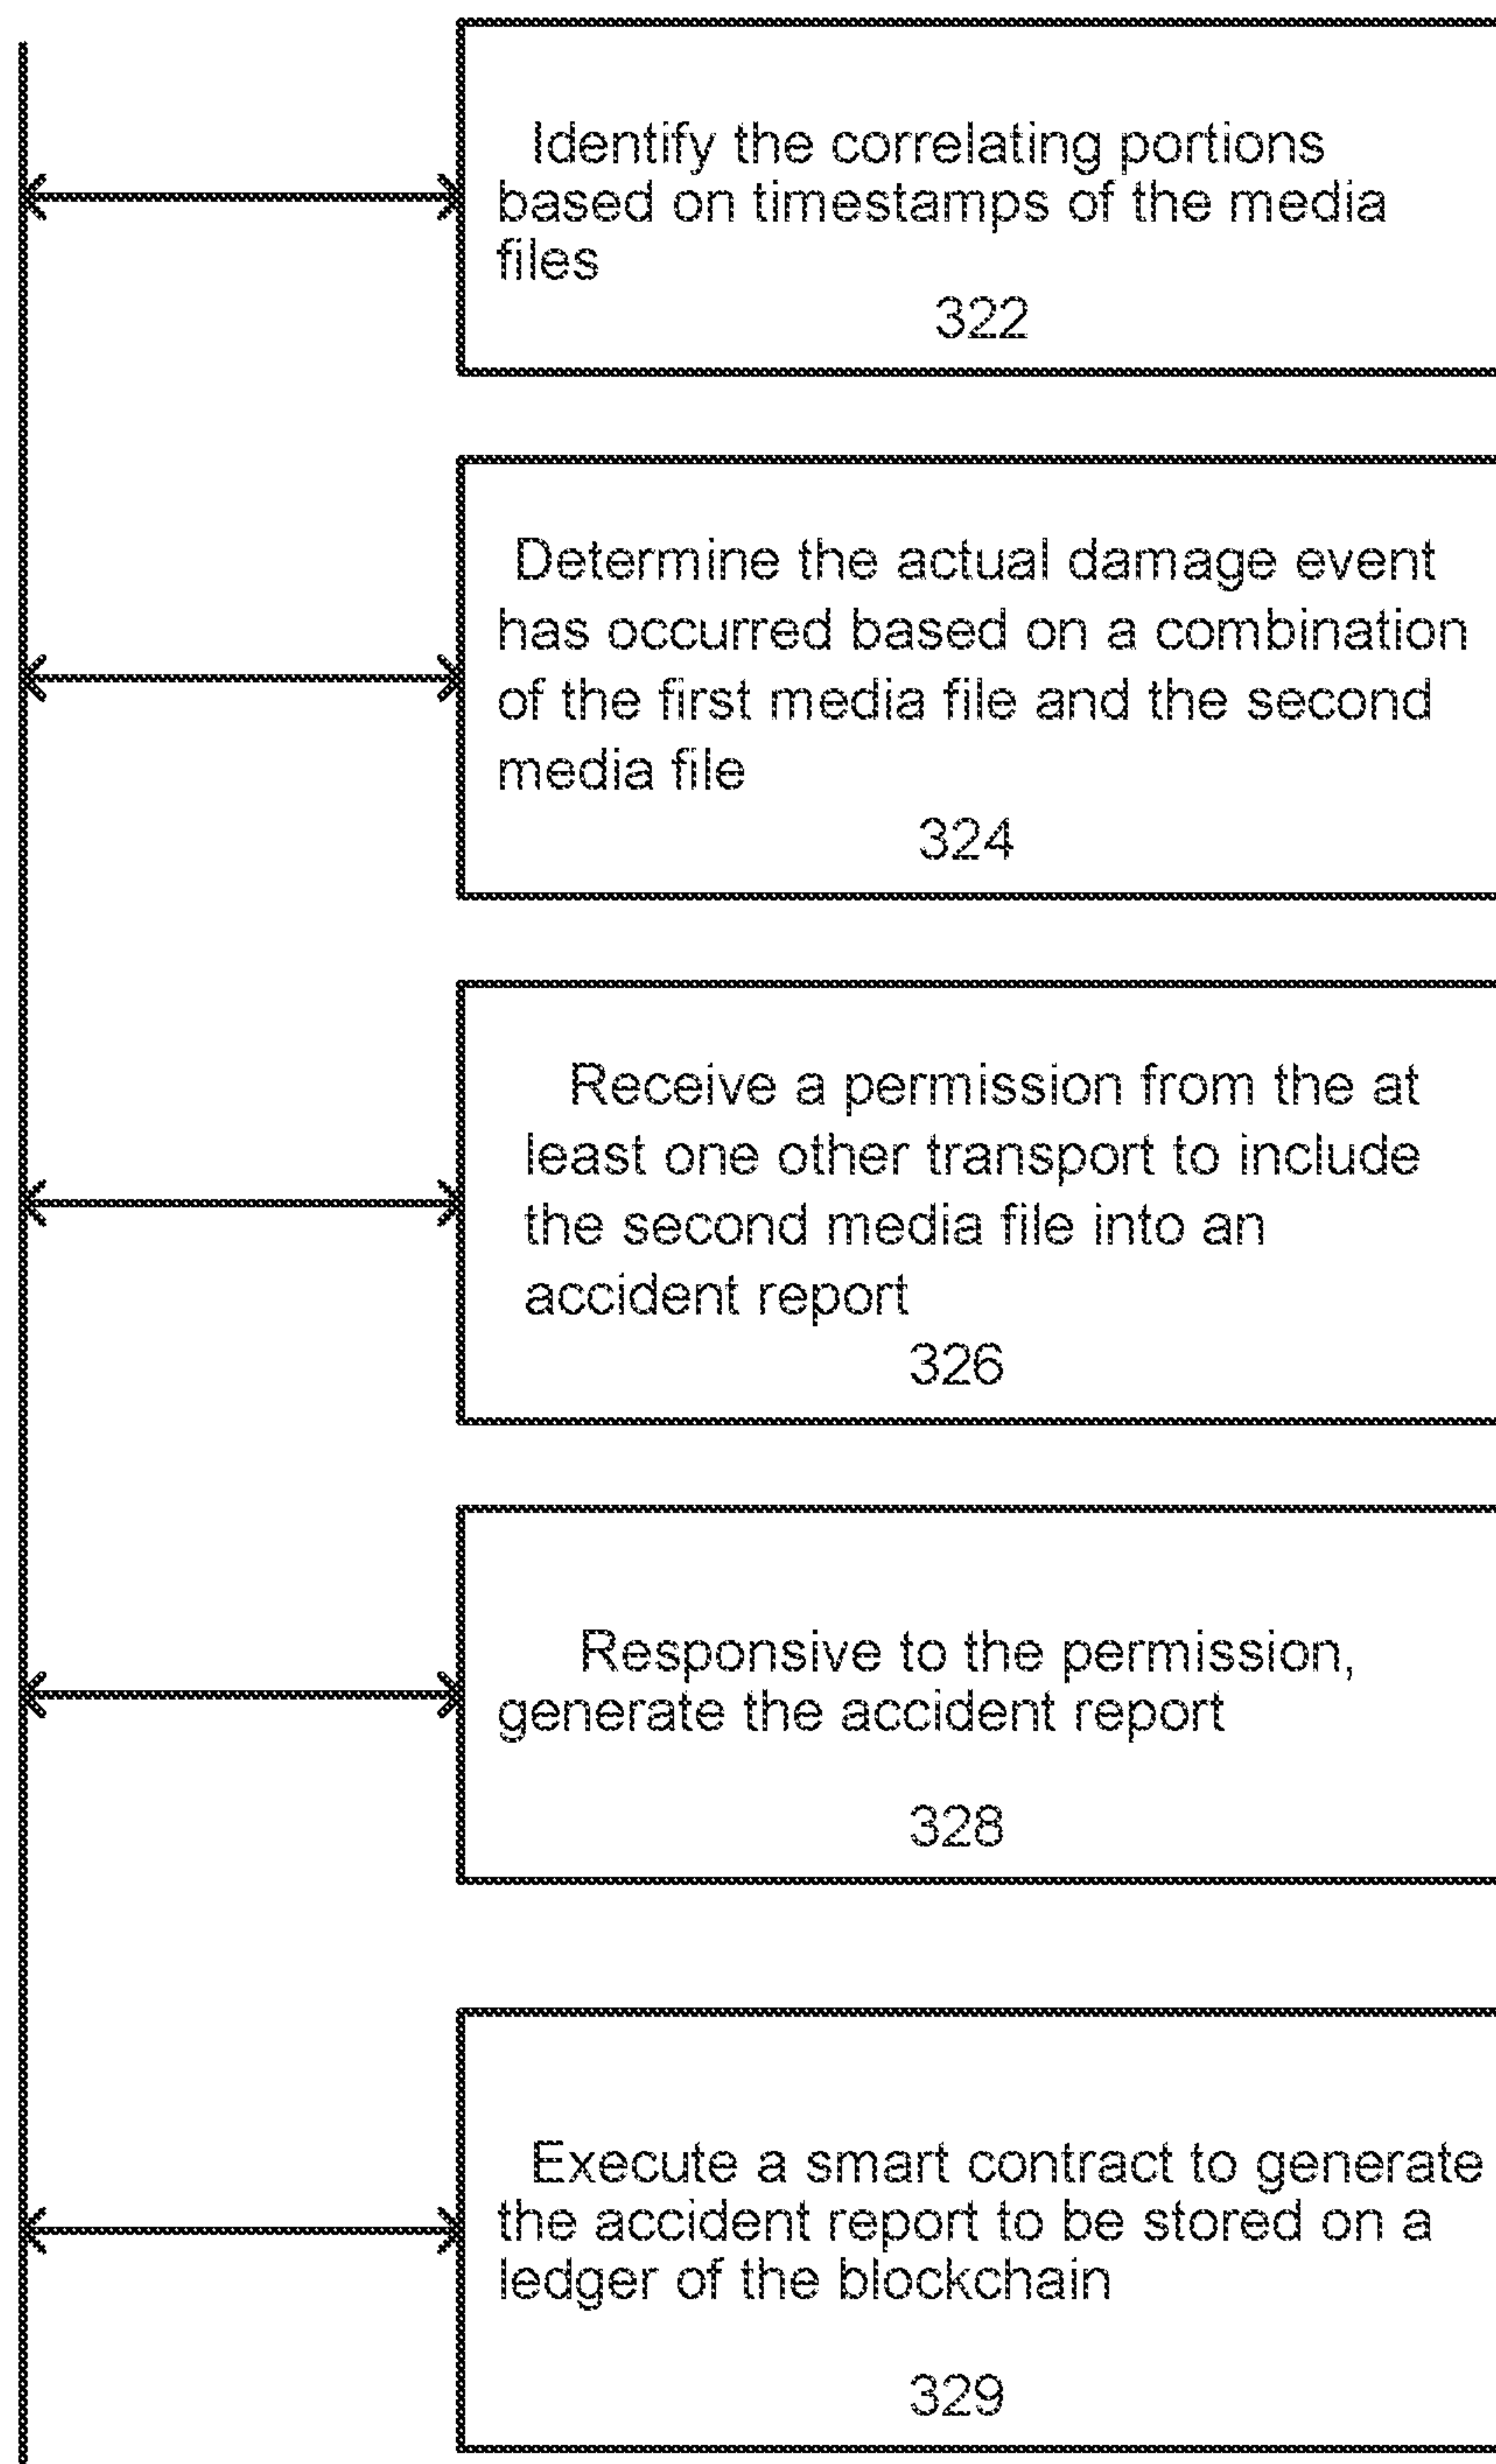 Identify the correlating portions
based on timestamps of the media
files
322
Determine the actual damage event
has occurred based on a combination
of the first media file and the second
media file
324
Receive a permission from the at
least one other transport to include
the second media file into an
accident report
326
Responsive to the permission,
generate the accident report
328
Execute a smart contract to generate
the accident report to be stored on a
ledger of the blockchain
329